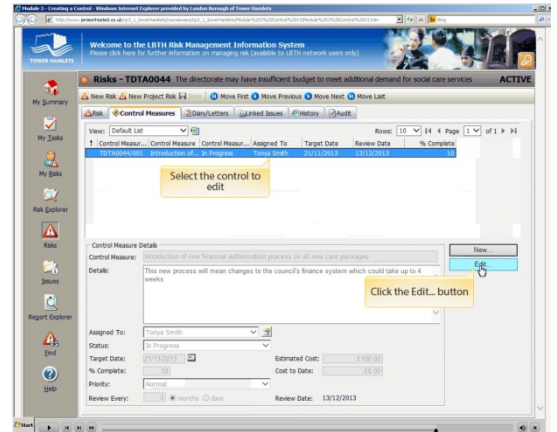 Module 3 - Creating a Control - Windows Internet Explorer provided by London Borough of Tower Hamlets
TOWER HAMLETS
Welcome to the LBTH Risk Management Information System
Please click here for further information on managing risk (available to LBTH network users only)
Risks - TDTA0044 The directorate may have insufficient budget to meet additional demand for social care services ACTIVE
New Risk New Project Risk Save Move First Move Previous Move Next Move Last
Risk Control Measures Diary/Letters Linked Issues History Audit
View: Default List Rows: 10 Page 1 of 1
! Control Measur... Control Measure Control Measur... Assigned To Target Date Review Date % Complete
TDTA0044/001 Introduction of... In Progress Tonya Smith 21/11/2013 13/12/2013 10
Select the control to
edit
My Summary
My Tasks
My Risks
Risk Explorer
Risks
Issues
Report Explorer
Find
Help
Control Measure Details
Control Measure: Introduction of new financial authorisation process on all new care packages
Details: This new process will mean changes to the council's finance system which could take up to 4
weeks
New...
Edit...
Click the Edit... button
Assigned To: Tonya Smith
Status: In Progress
Target Date: 21/11/2013 Estimated Cost: £100.00
% Complete: 10 Cost to Date: £0.00
Priority: Normal
Review Every: 3 months days Review Date: 13/12/2013
Start